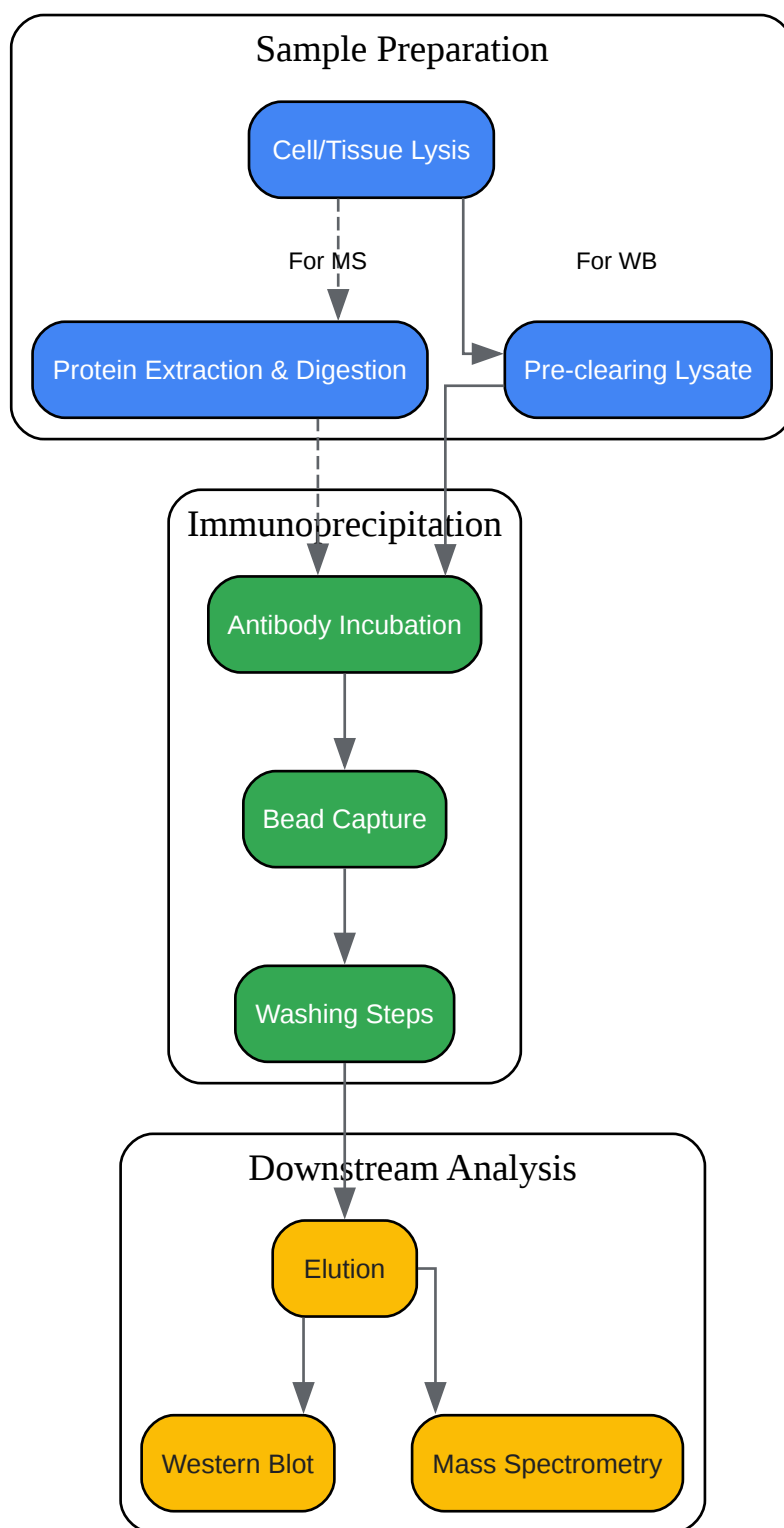 Sample Preparation
Cell/Tissue Lysis
For MS
For WB
Protein Extraction & Digestion
Pre-clearing Lysate
Immunoprecipitation
Antibody Incubation
Bead Capture
Washing Steps
Downstream Analysis
Elution
Western Blot
Mass Spectrometry